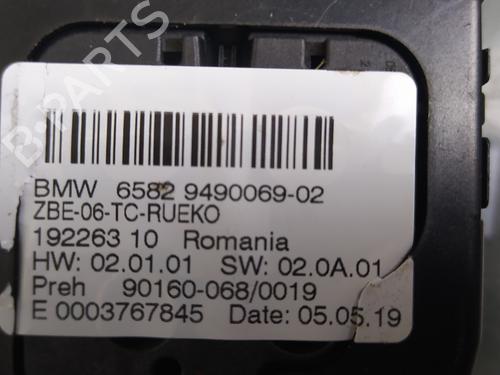 B-PARTS
BMW 6582 9490069-02
ZBE-06-TC-RUEKO
192263 10 Romania
HW: 02.01.01 SW: 02.0A.01
Preh 90160-068/0019
E 0003767845 Date: 05.05.19